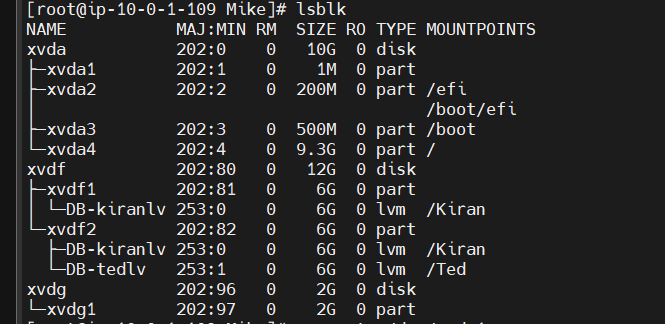 [root@ip-10-0-1-109 Mike]# lsblk
NAME           MAJ:MIN RM  SIZE RO TYPE MOUNTPOINTS
xvda           202:0    0   10G  0 disk
├─xvda1        202:1    0    1M  0 part
├─xvda2        202:2    0  200M  0 part /efi
│                                       /boot/efi
├─xvda3        202:3    0  500M  0 part /boot
└─xvda4        202:4    0  9.3G  0 part /
xvdf           202:80   0   12G  0 disk
├─xvdf1        202:81   0    6G  0 part
│ └─DB-kiranlv 253:0    0    6G  0 lvm  /Kiran
└─xvdf2        202:82   0    6G  0 part
  ├─DB-kiranlv 253:0    0    6G  0 lvm  /Kiran
  └─DB-tedlv   253:1    0    6G  0 lvm  /Ted
xvdg           202:96   0    2G  0 disk
└─xvdg1        202:97   0    2G  0 part